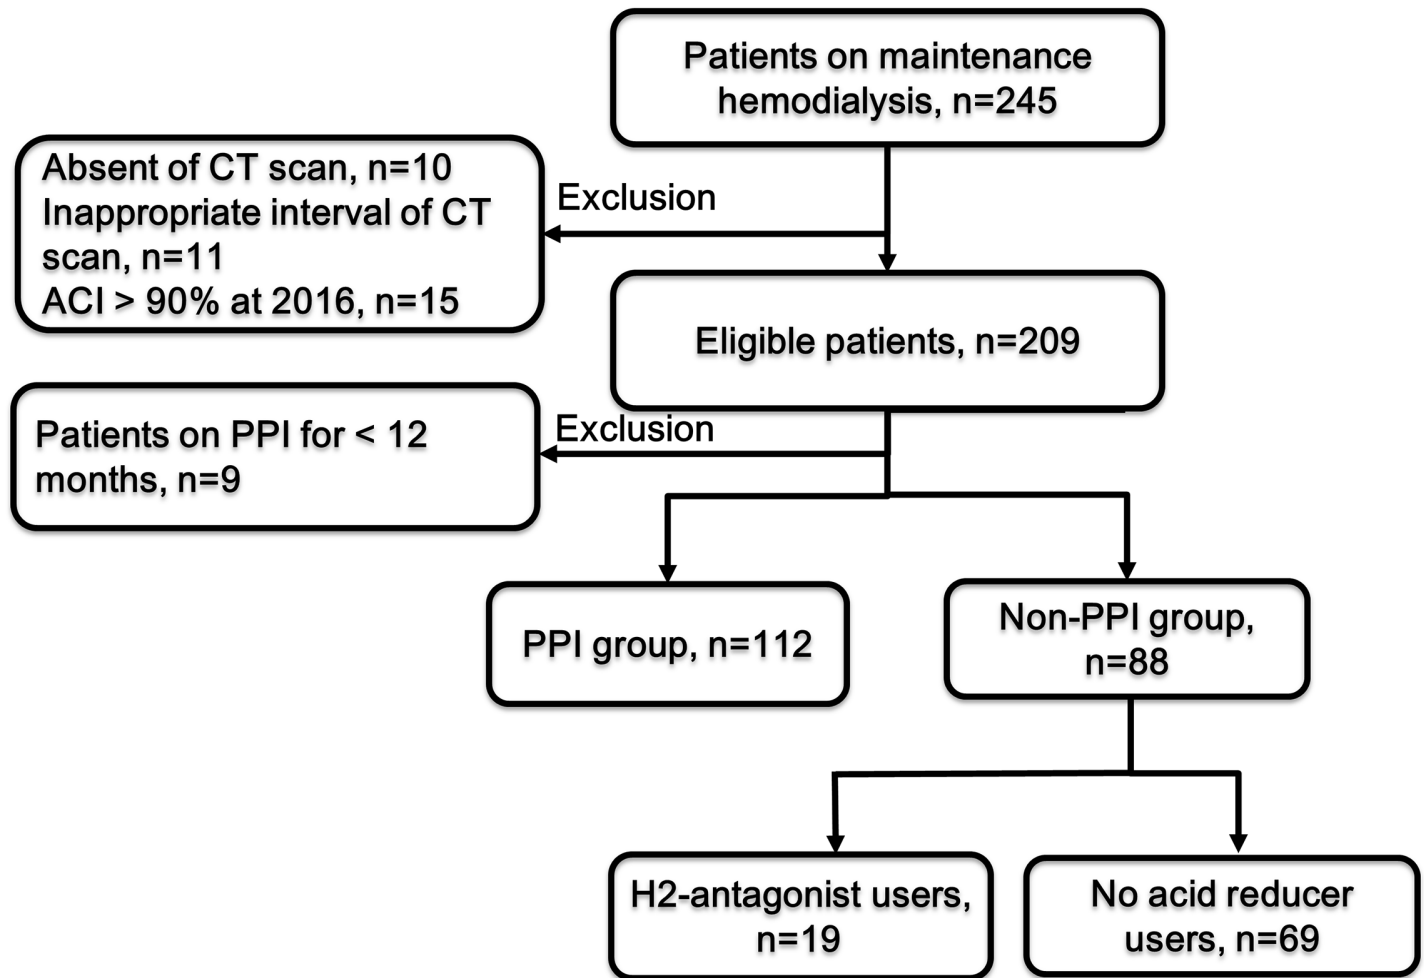 Patients on maintenance
hemodialysis, n=245
Absent of CT scan, n=10
Inappropriate interval of CT
scan, n=11
ACI > 90% at 2016, n=15
Exclusion
Eligible patients, n=209
Patients on PPI for < 12
months, n=9
Exclusion
PPI group, n=112
Non-PPI group,
n=88
H2-antagonist users,
n=19
No acid reducer
users, n=69